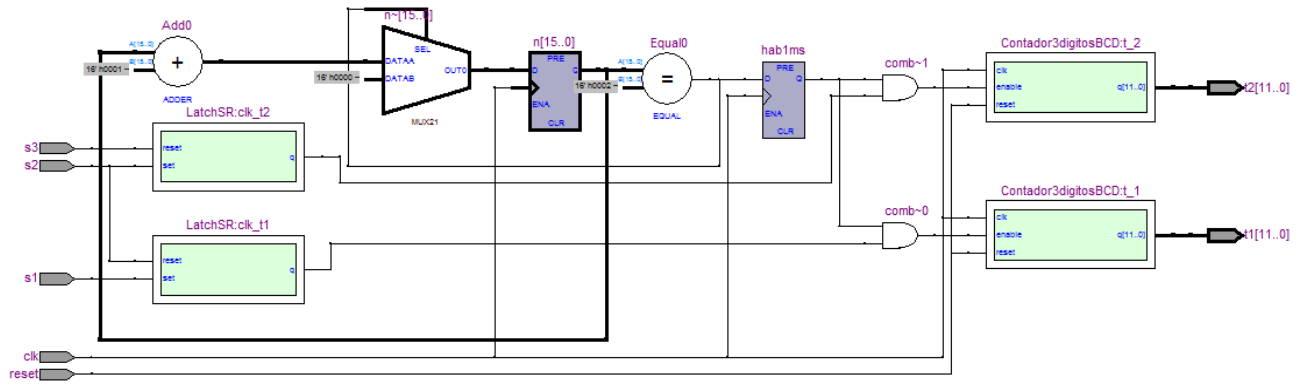 Add0
A[15..0]
B[15..0]
16' h0001
+
ADDER
n~[15..0]
SEL
DATAA
DATAB
OUT0
16' h0000
MUX21
n[15..0]
PRE
D
Q
ENA
CLR
Equal0
A[15..0]
B[15..0]
16' h0002
=
EQUAL
hab1ms
PRE
D
Q
ENA
CLR
comb~1
Contador3digitosBCD:t_2
clk
enable
reset
q[11..0]
t2[11..0]
LatchSR:clk_t2
s3
s2
reset
set
q
LatchSR:clk_t1
reset
set
q
s1
comb~0
Contador3digitosBCD:t_1
clk
enable
reset
q[11..0]
t1[11..0]
clk
reset